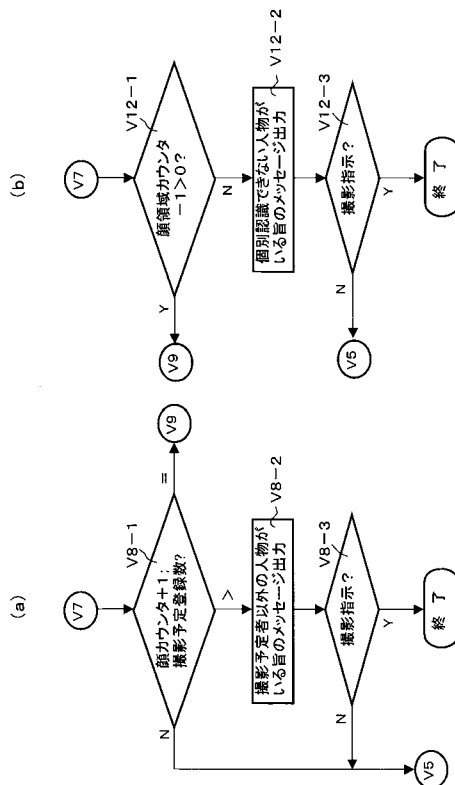 (a)
V7
V8-1
顔カウンタ+1:
撮影予定登録数?
=
V9
N
>
V8-2
撮影予定者以外の人物が
いる旨のメッセージ出力
V8-3
撮影指示?
N
Y
V5
終了
(b)
V7
V12-1
顔領域カウンタ
-1>0?
Y
V9
N
V12-2
個別認識できない人物が
いる旨のメッセージ出力
V12-3
撮影指示?
N
V5
Y
終了